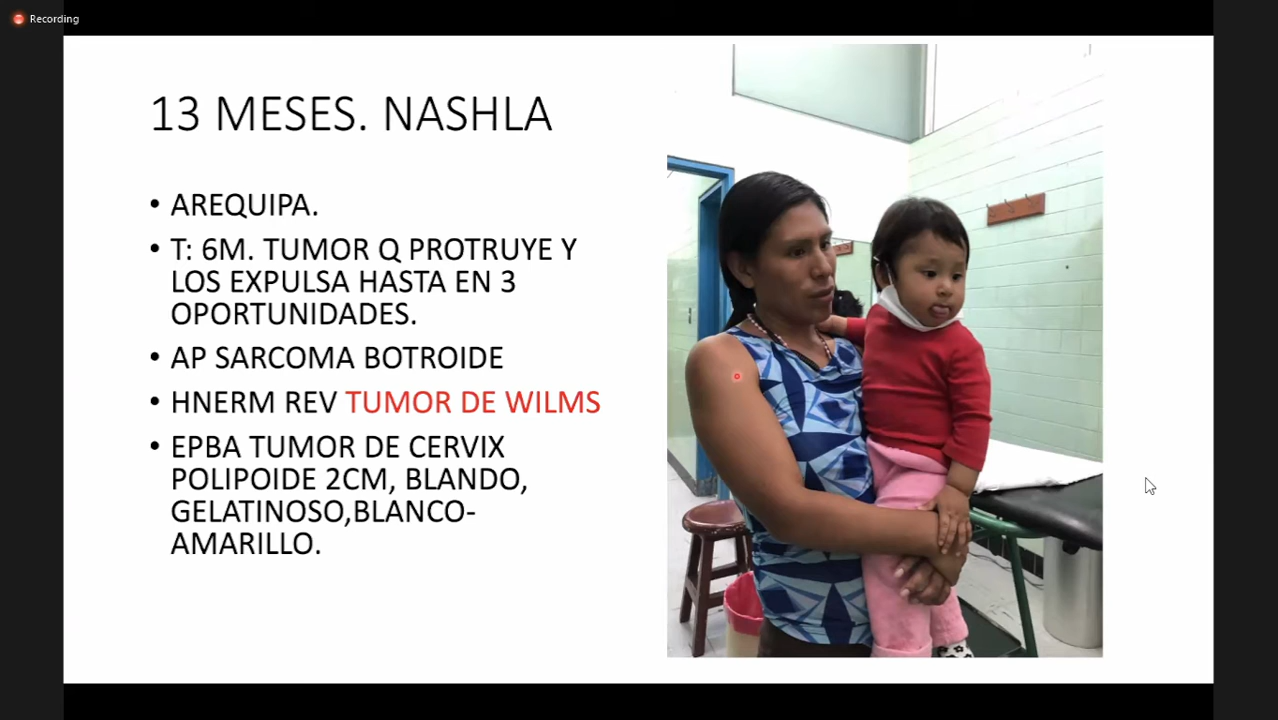 Recording
13 MESES. NASHLA
• AREQUIPA.
• T: 6M. TUMOR Q PROTRUYE Y
LOS EXPULSA HASTA EN 3
OPORTUNIDADES.
• AP SARCOMA BOTROIDE
• HNERM REV TUMOR DE WILMS
• EPBA TUMOR DE CERVIX
POLIPOIDE 2CM, BLANDO,
GELATINOSO,BLANCO-
AMARILLO.